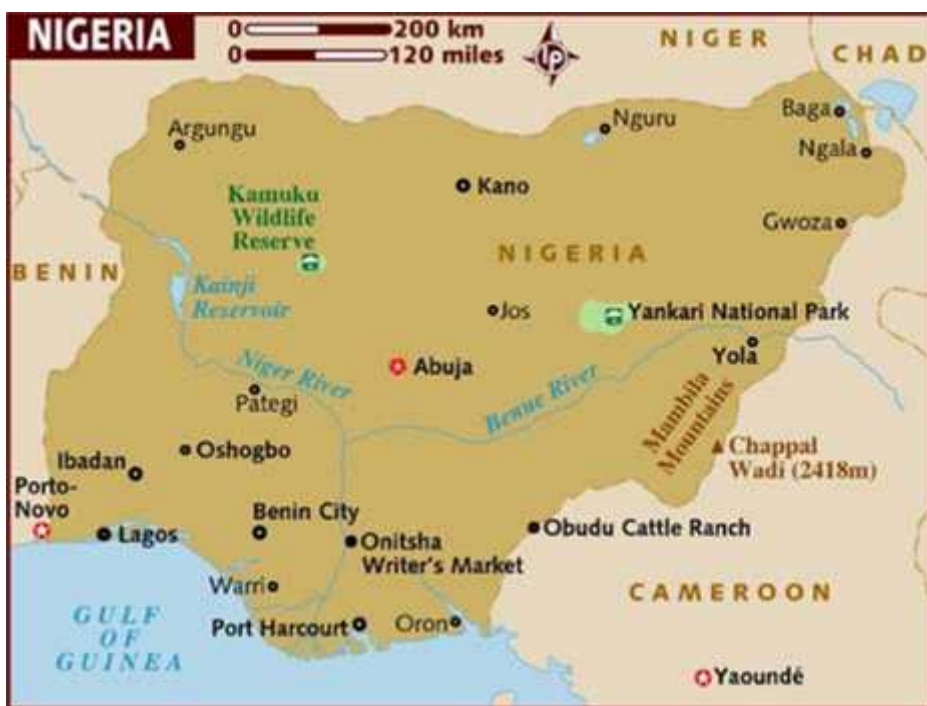 NIGERIA
0 200 km
0 120 miles
lp
NIGER
CHAD
Argungu
Nguru
Baga
Ngala
Kano
Kamuku
Wildlife
Reserve
Gwoza
NIGERIA
BENIN
Kainji
Reservoir
Jos
Yankari National Park
Niger River
Abuja
Benue River
Yola
Pategi
Mambila
Mountains
Chappal
Wadi (2418m)
Oshogbo
Ibadan
Porto-
Novo
Lagos
Benin City
Onitsha
Writer's Market
Obudu Cattle Ranch
Warri
Port Harcourt
Oron
CAMEROON
GULF
OF
GUINEA
Yaoundé